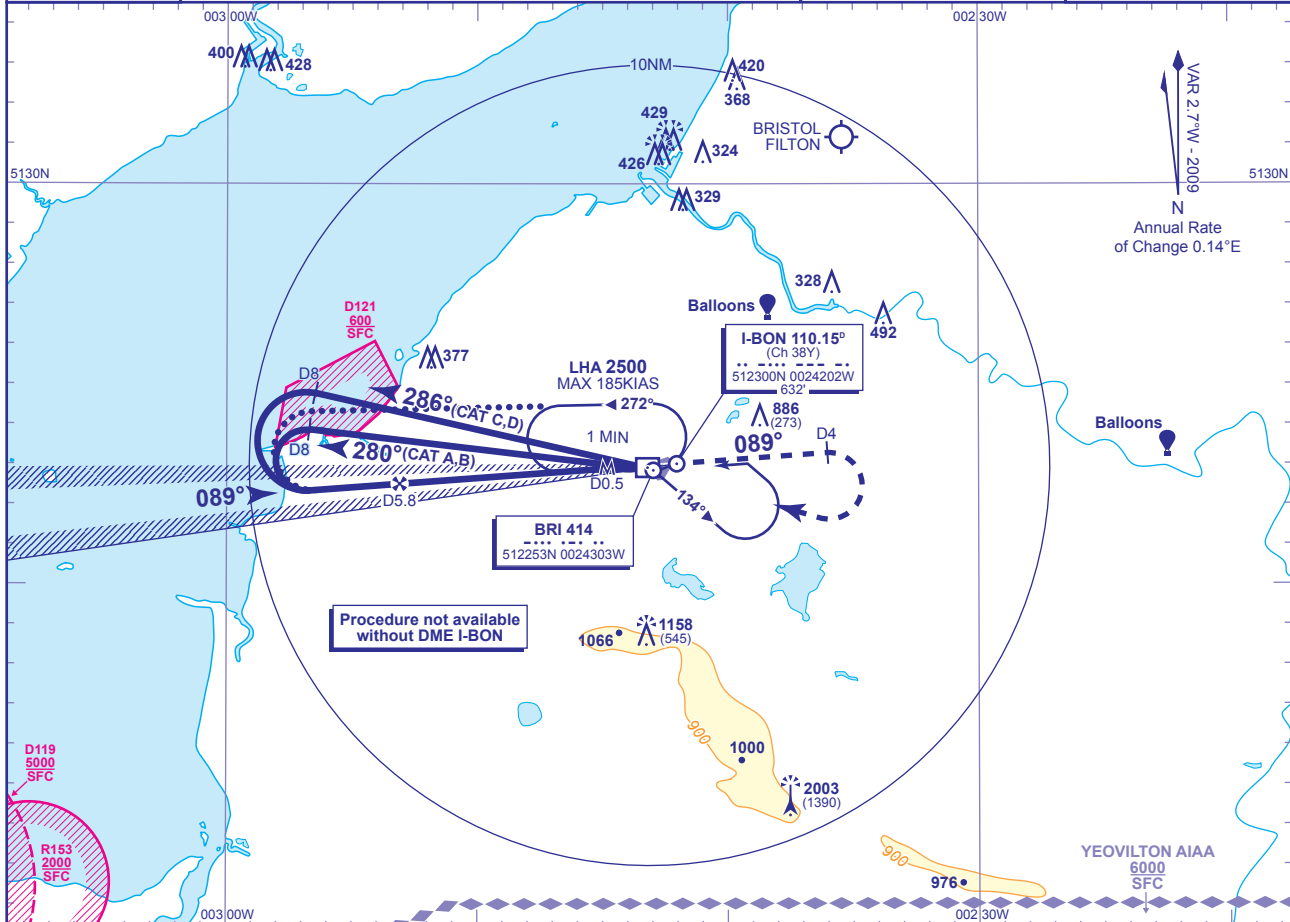 003 00W
002 30W
400
428
10NM
420
368
429
426
324
BRISTOL
FILTON
VAR 2.7°W - 2009
N
Annual Rate
of Change 0.14°E
5130N
5130N
329
328
492
Balloons
D121
600
SFC
377
I-BON 110.15ᴰ
(Ch 38Y)
512300N 0024202W
632'
LHA 2500
MAX 185KIAS
272°
D8
286° (CAT C,D)
886
(273)
Balloons
1 MIN
089°
D4
D8
280° (CAT A,B)
M
D0.5
089°
D5.8
134°
BRI 414
512253N 0024303W
Procedure not available
without DME I-BON
1066
1158
(545)
900
1000
2003
(1390)
D119
5000
SFC
R153
2000
SFC
900
976
YEOVILTON AIAA
6000
SFC
003 00W
002 30W